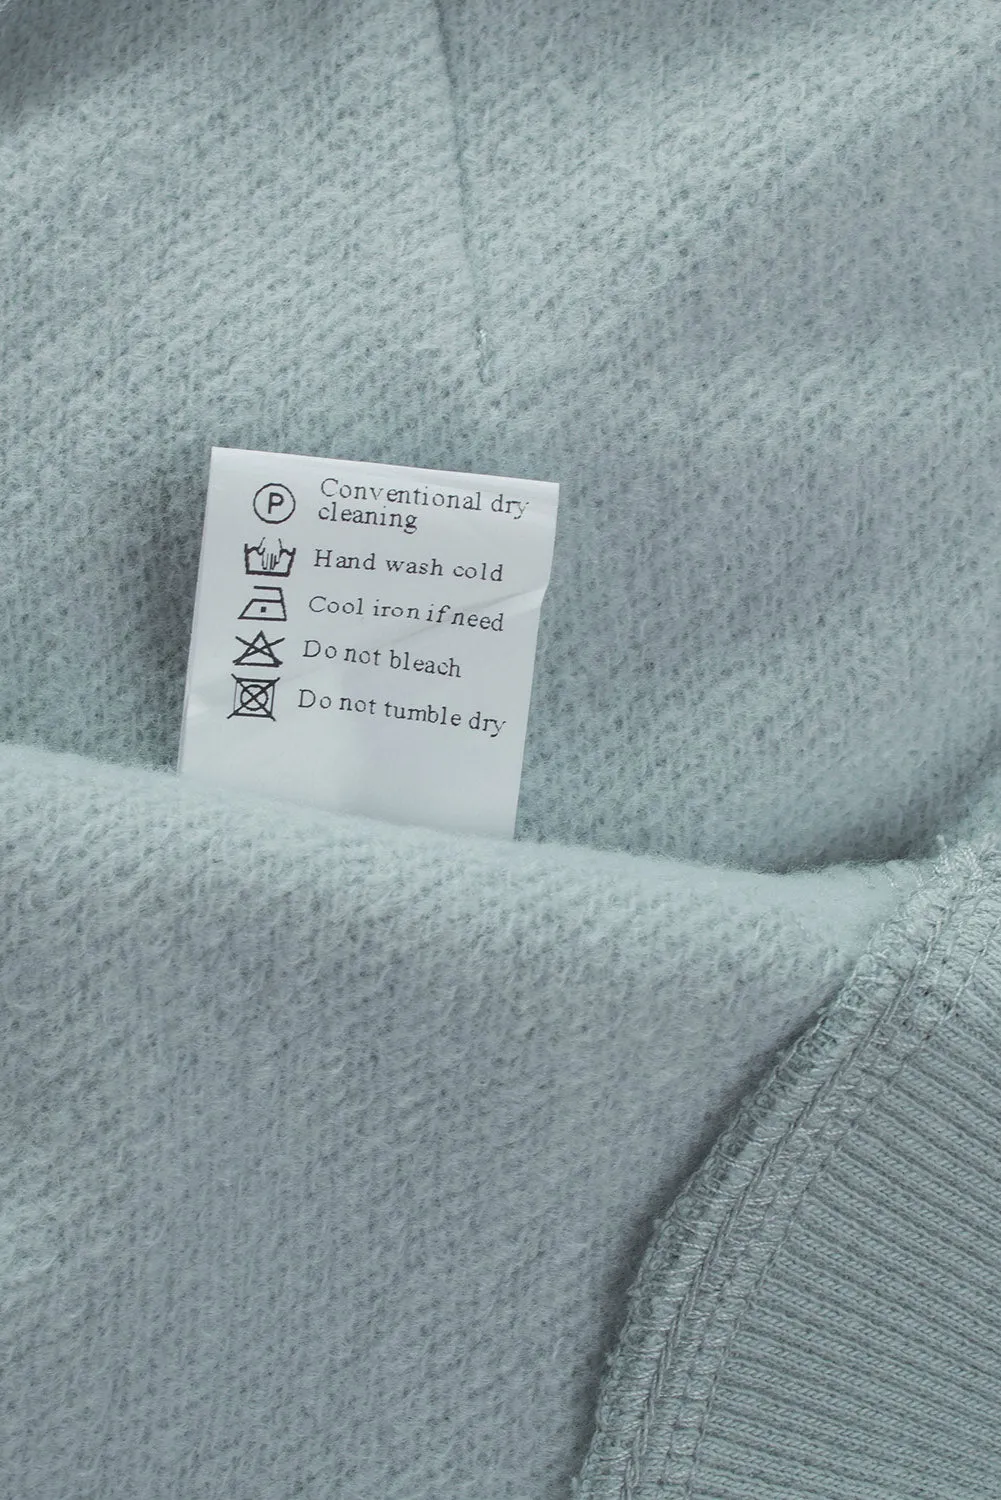 P Conventional dry
cleaning
Hand wash cold
Cool iron if need
Do not bleach
Do not tumble dry